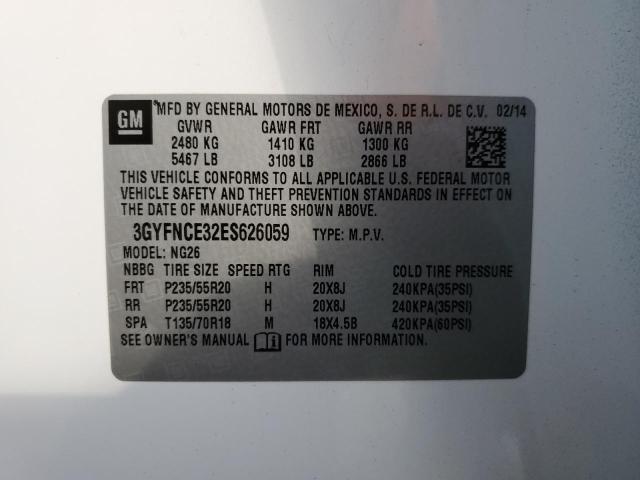 GM MFD BY GENERAL MOTORS DE MEXICO, S. DE R.L. DE C.V. 02/14
GVWR GAWR FRT GAWR RR
2480 KG 1410 KG 1300 KG
5467 LB 3108 LB 2866 LB
THIS VEHICLE CONFORMS TO ALL APPLICABLE U.S. FEDERAL MOTOR
VEHICLE SAFETY AND THEFT PREVENTION STANDARDS IN EFFECT ON
THE DATE OF MANUFACTURE SHOWN ABOVE.
3GYFNCE32ES626059 TYPE: M.P.V.
MODEL: NG26
NBBG TIRE SIZE SPEED RTG RIM COLD TIRE PRESSURE
FRT P235/55R20 H 20X8J 240KPA(35PSI)
RR P235/55R20 H 20X8J 240KPA(35PSI)
SPA T135/70R18 M 18X4.5B 420KPA(60PSI)
SEE OWNER'S MANUAL FOR MORE INFORMATION.